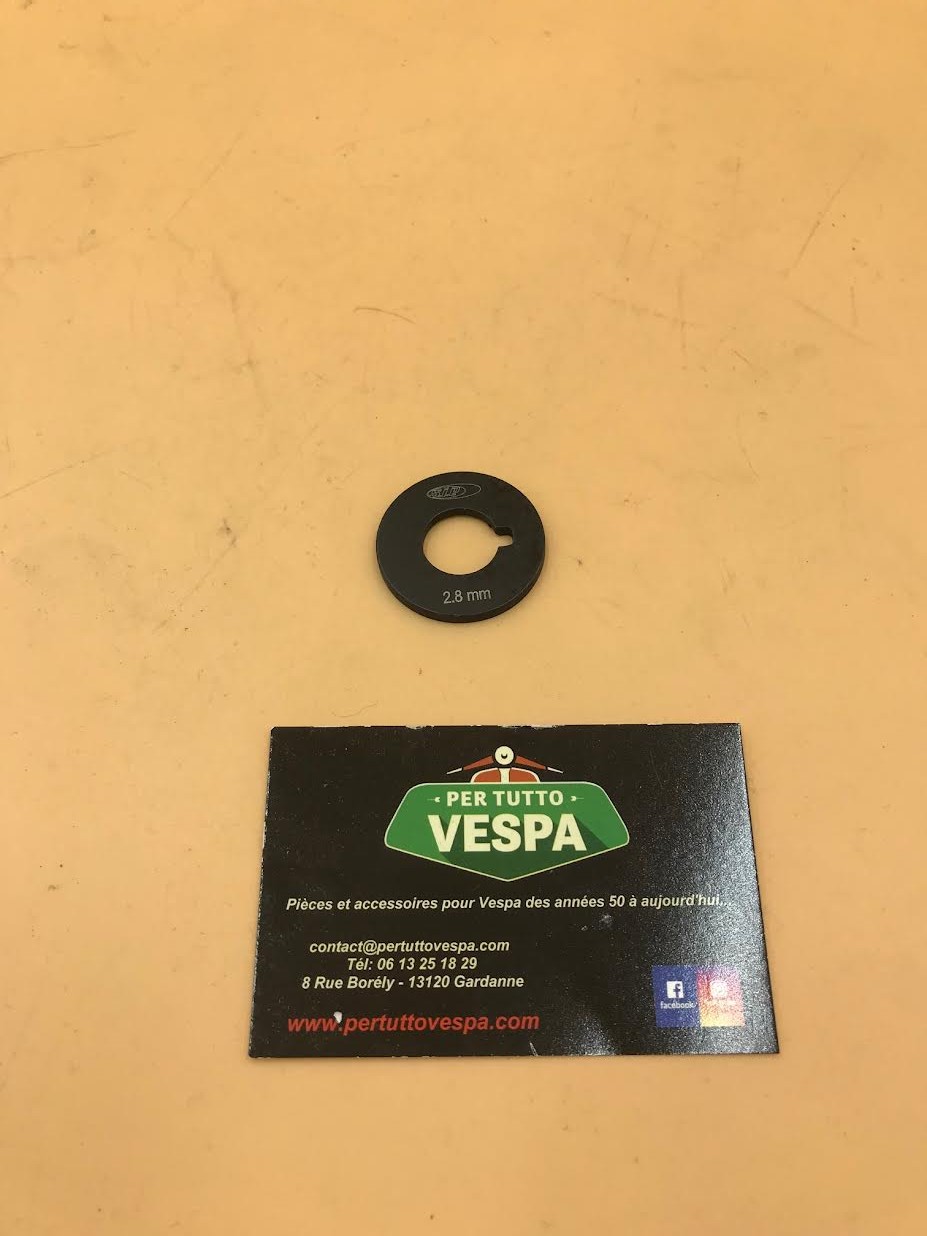 2.8 mm
PER TUTTO
VESPA
Pièces et accessoires pour Vespa des années 50 à aujourd'hui...
contact@pertuttovespa.com
Tél: 06 13 25 18 29
8 Rue Borély - 13120 Gardanne
facebook
www.pertuttovespa.com